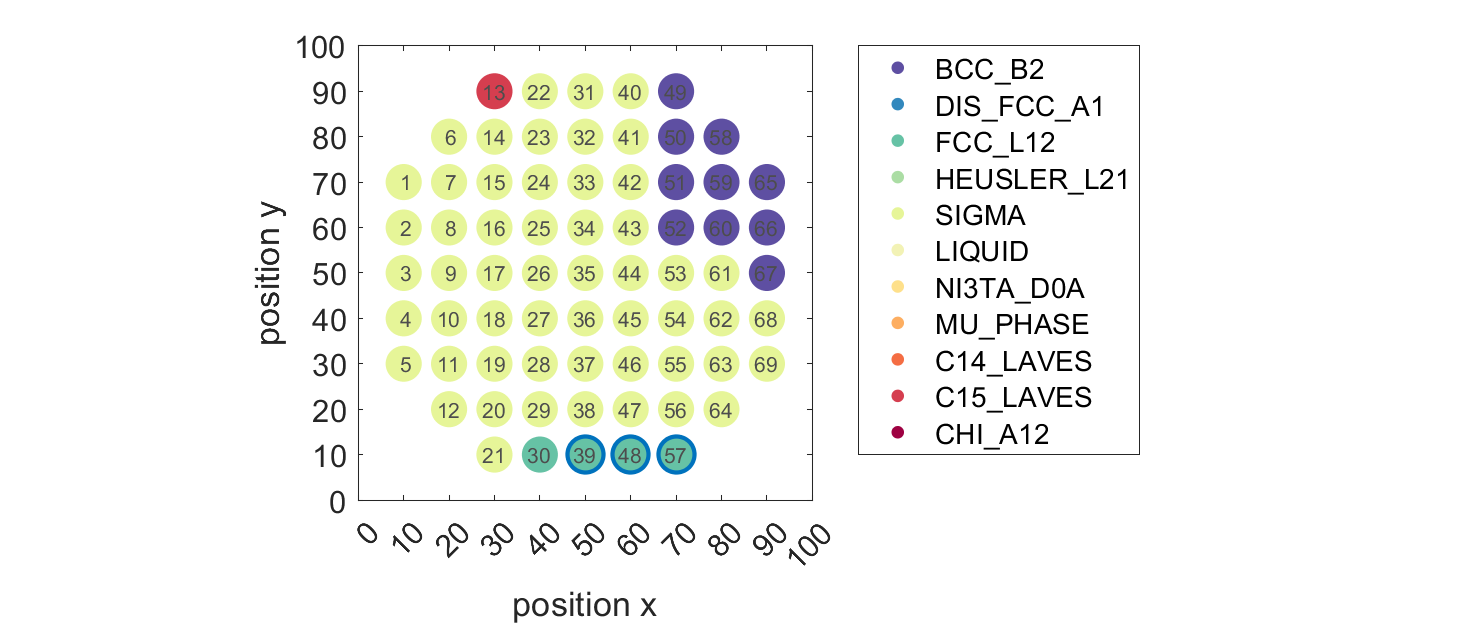 100
90 13 22 31 40 49
80 6 14 23 32 41 50 58
70 1 7 15 24 33 42 51 59 65
60 2 8 16 25 34 43 52 60 66
50 3 9 17 26 35 44 53 61 67
40 4 10 18 27 36 45 54 62 68
30 5 11 19 28 37 46 55 63 69
20 12 20 29 38 47 56 64
10 21 30 39 48 57
0
0 10 20 30 40 50 60 70 80 90 100
position x
position y
BCC_B2
DIS_FCC_A1
FCC_L12
HEUSLER_L21
SIGMA
LIQUID
NI3TA_D0A
MU_PHASE
C14_LAVES
C15_LAVES
CHI_A12